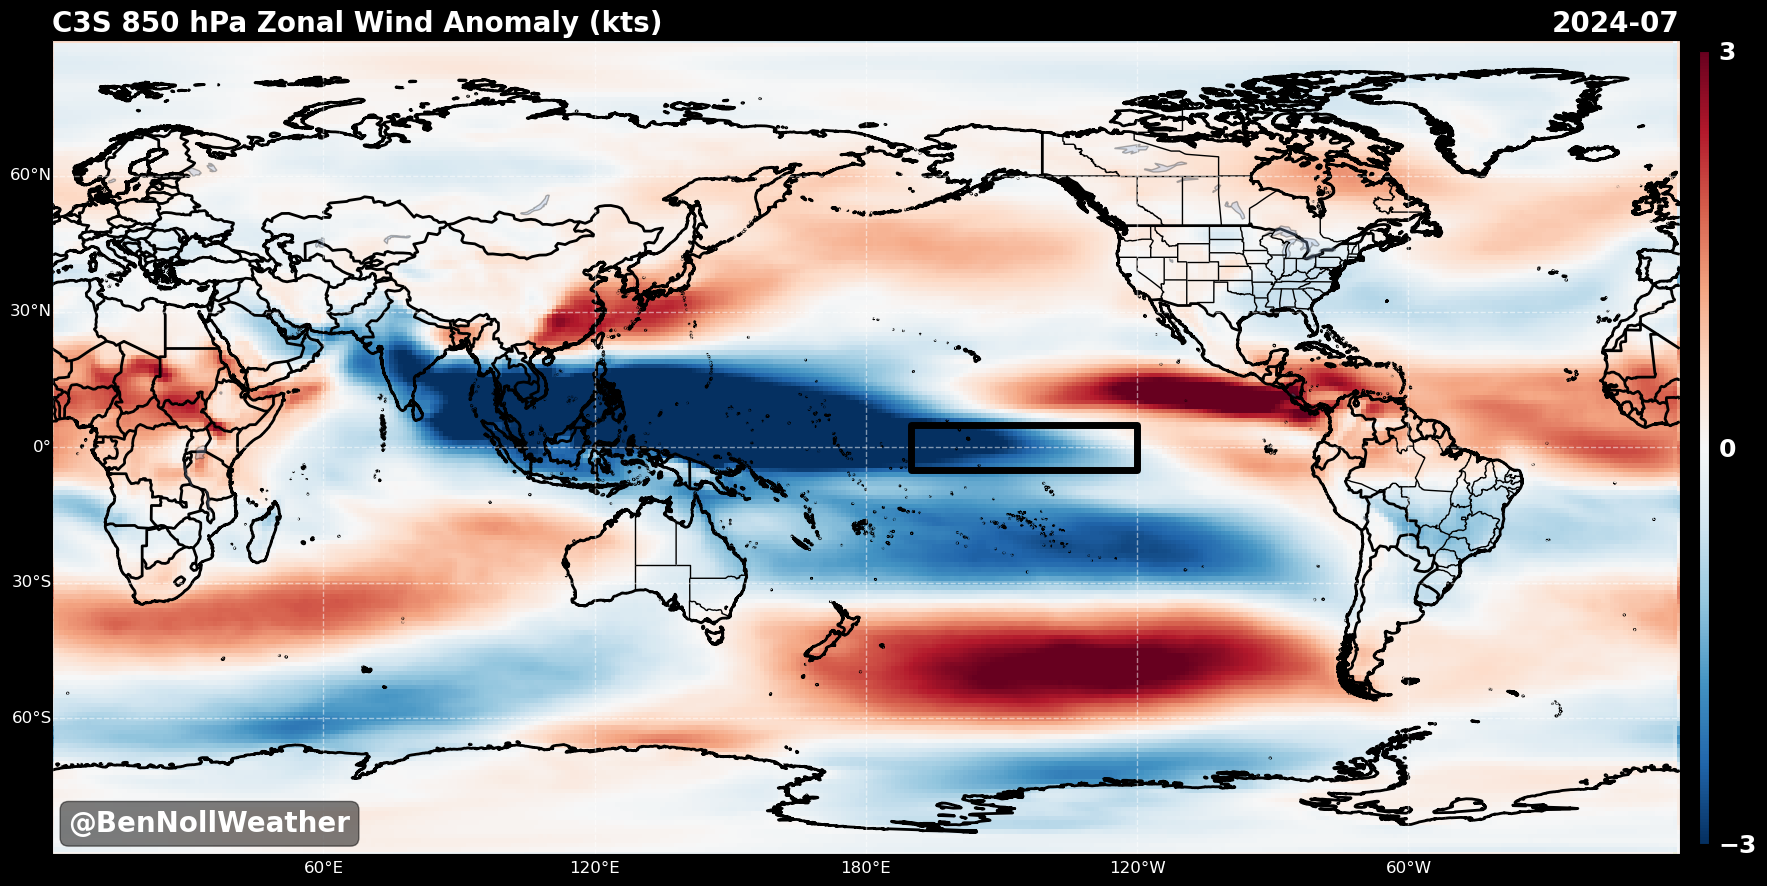 C3S 850 hPa Zonal Wind Anomaly (kts)
2024-07
3
0
−3
60°N
30°N
0°
30°S
60°S
@BenNollWeather
60°E
120°E
180°E
120°W
60°W